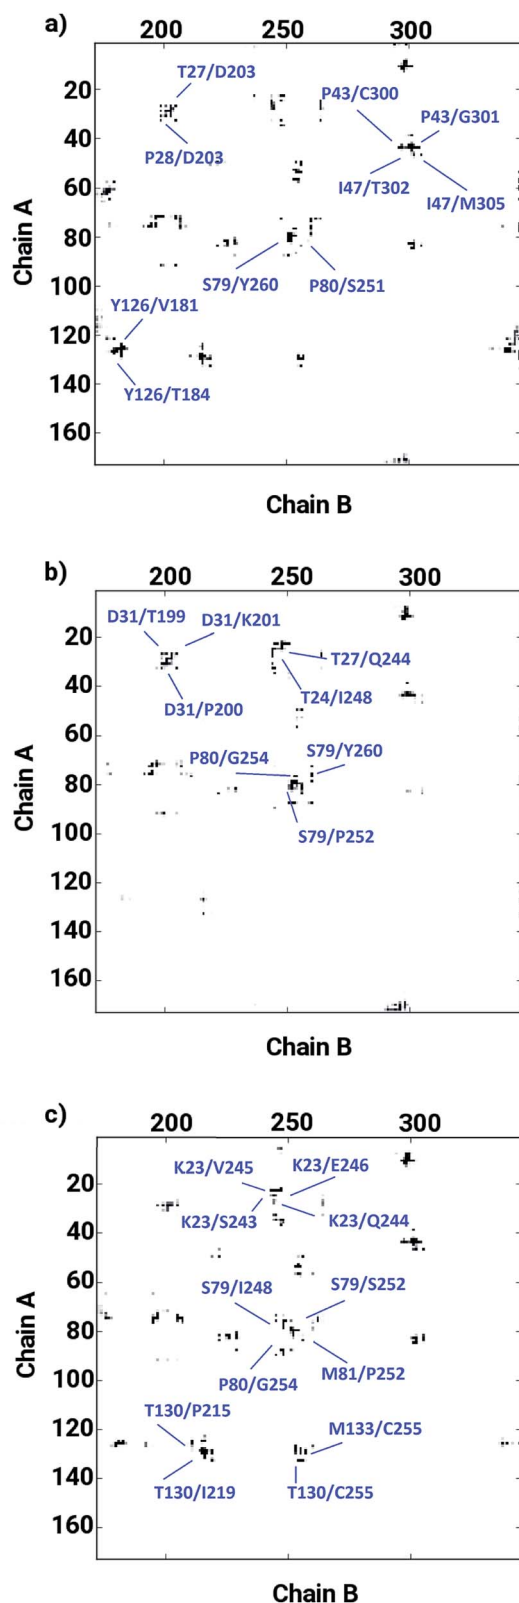 a)
200 250 300
T27/D203
20
P43/C300
P43/G301
40
P28/D203
I47/T302
I47/M305
60
80
S79/Y260
P80/S251
100
Y126/V181
120
140
Y126/T184
160
Chain A
Chain B
b)
200 250 300
D31/T199
D31/K201
20
T27/Q244
40
D31/P200
T24/I248
60
P80/G254
S79/Y260
80
S79/P252
100
120
140
160
Chain A
Chain B
c)
200 250 300
K23/V245
K23/E246
20
K23/S243
K23/Q244
40
60
S79/I248
S79/S252
80
P80/G254
M81/P252
100
T130/P215
120
M133/C255
140
T130/I219
T130/C255
160
Chain A
Chain B